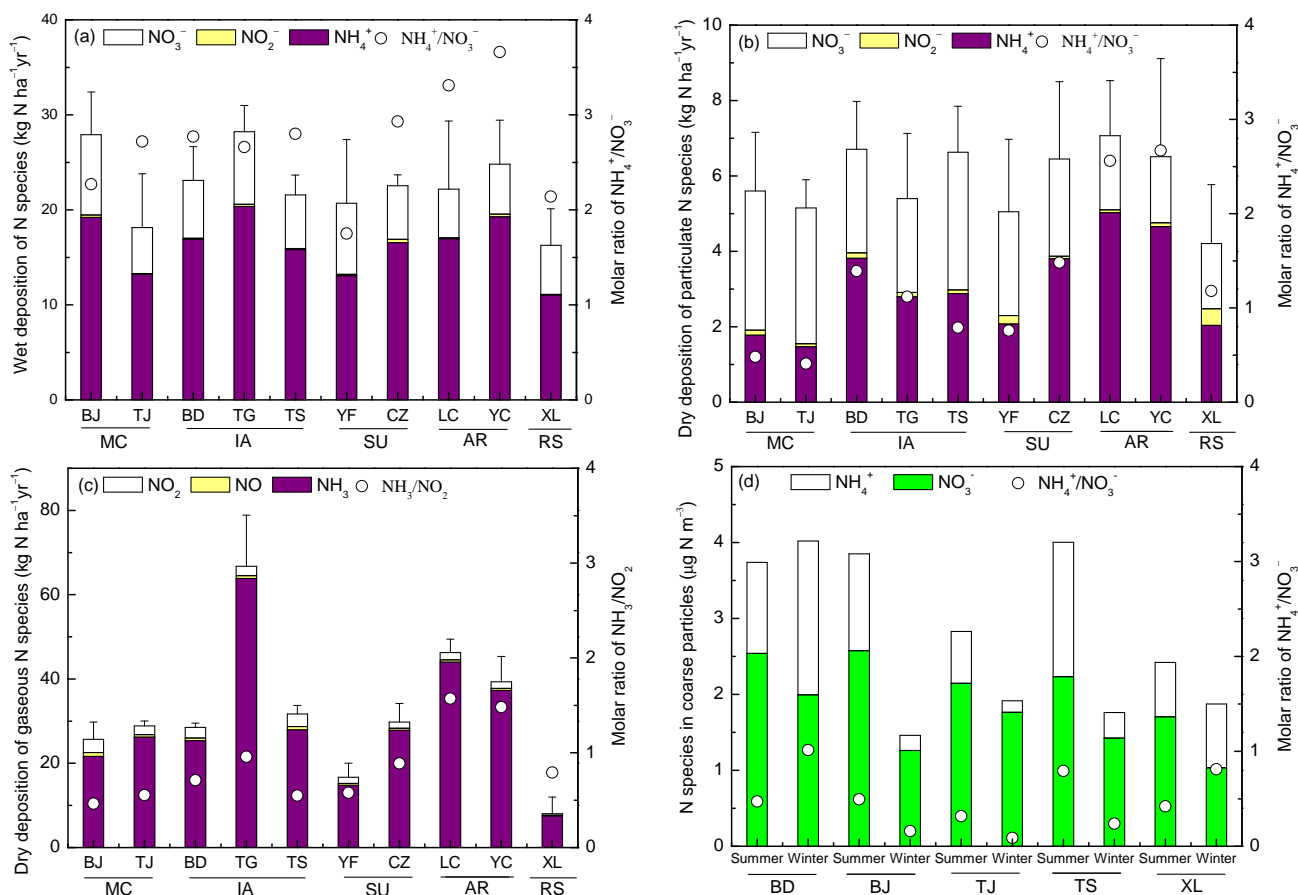 (a) NO₃⁻ NO₂⁻ NH₄⁺ NH₄⁺/NO₃⁻
Wet deposition of N species (kg N ha⁻¹yr⁻¹)
40
30
20
10
0
4
3
2
1
0
Molar ratio of NH₄⁺/NO₃⁻
BJ TJ BD TG TS YF CZ LC YC XL
MC IA SU AR RS
(b) NO₃⁻ NO₂⁻ NH₄⁺ NH₄⁺/NO₃⁻
Dry deposition of particulate N species (kg N ha⁻¹yr⁻¹)
10
8
6
4
2
0
4
3
2
1
0
Molar ratio of NH₄⁺/NO₃⁻
BJ TJ BD TG TS YF CZ LC YC XL
MC IA SU AR RS
(c) NO₂ NO NH₃ NH₃/NO₂
Dry deposition of gaseous N species (kg N ha⁻¹yr⁻¹)
80
60
40
20
0
4
3
2
1
0
Molar ratio of NH₃/NO₂
BJ TJ BD TG TS YF CZ LC YC XL
MC IA SU AR RS
(d) NH₄⁺ NO₃⁻ NH₄⁺/NO₃⁻
N species in coarse particles (μg N m⁻³)
5
4
3
2
1
0
4
3
2
1
0
Molar ratio of NH₄⁺/NO₃⁻
Summer Winter Summer Winter Summer Winter Summer Winter Summer Winter
BD BJ TJ TS XL